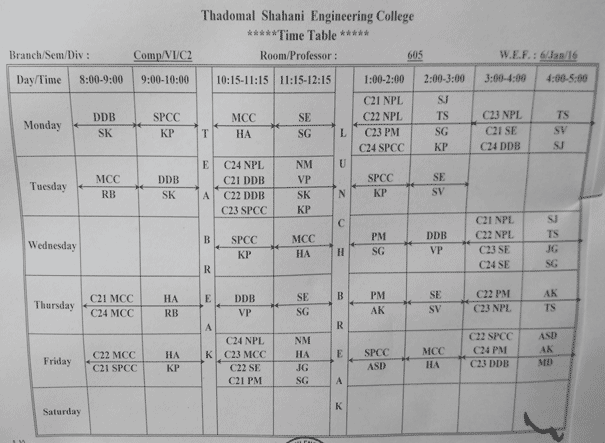 Thadomal Shahani Engineering College
*****Time Table *****
Branch/Sem/Div : Comp/VI/C2 Room/Professor : 605 W.E.F. : 6/Jan/16
Day/Time 8:00-9:00 9:00-10:00 10:15-11:15 11:15-12:15 1:00-2:00 2:00-3:00 3:00-4:00 4:00-5:00
TEA BREAK
LUNCH BREAK
Monday
DDB SK
SPCC KP
MCC HA
SE SG
C21 NPL SJ
C22 NPL TS
C23 PM SG
C24 SPCC KP
C23 NPL TS
C21 SE SV
C24 DDB SJ
Tuesday
MCC RB
DDB SK
C24 NPL NM
C21 DDB VP
C22 DDB SK
C23 SPCC KP
SPCC KP
SE SV
Wednesday
SPCC KP
MCC HA
PM SG
DDB VP
C21 NPL SJ
C22 NPL TS
C23 SE JG
C24 SE SG
Thursday
C21 MCC HA
C24 MCC RB
DDB VP
SE SG
PM AK
SE SV
C22 PM AK
C23 NPL TS
Friday
C22 MCC HA
C21 SPCC KP
C24 NPL NM
C23 MCC HA
C22 SE JG
C21 PM SG
SPCC ASD
MCC HA
C22 SPCC ASD
C24 PM AK
C23 DDB MD
Saturday